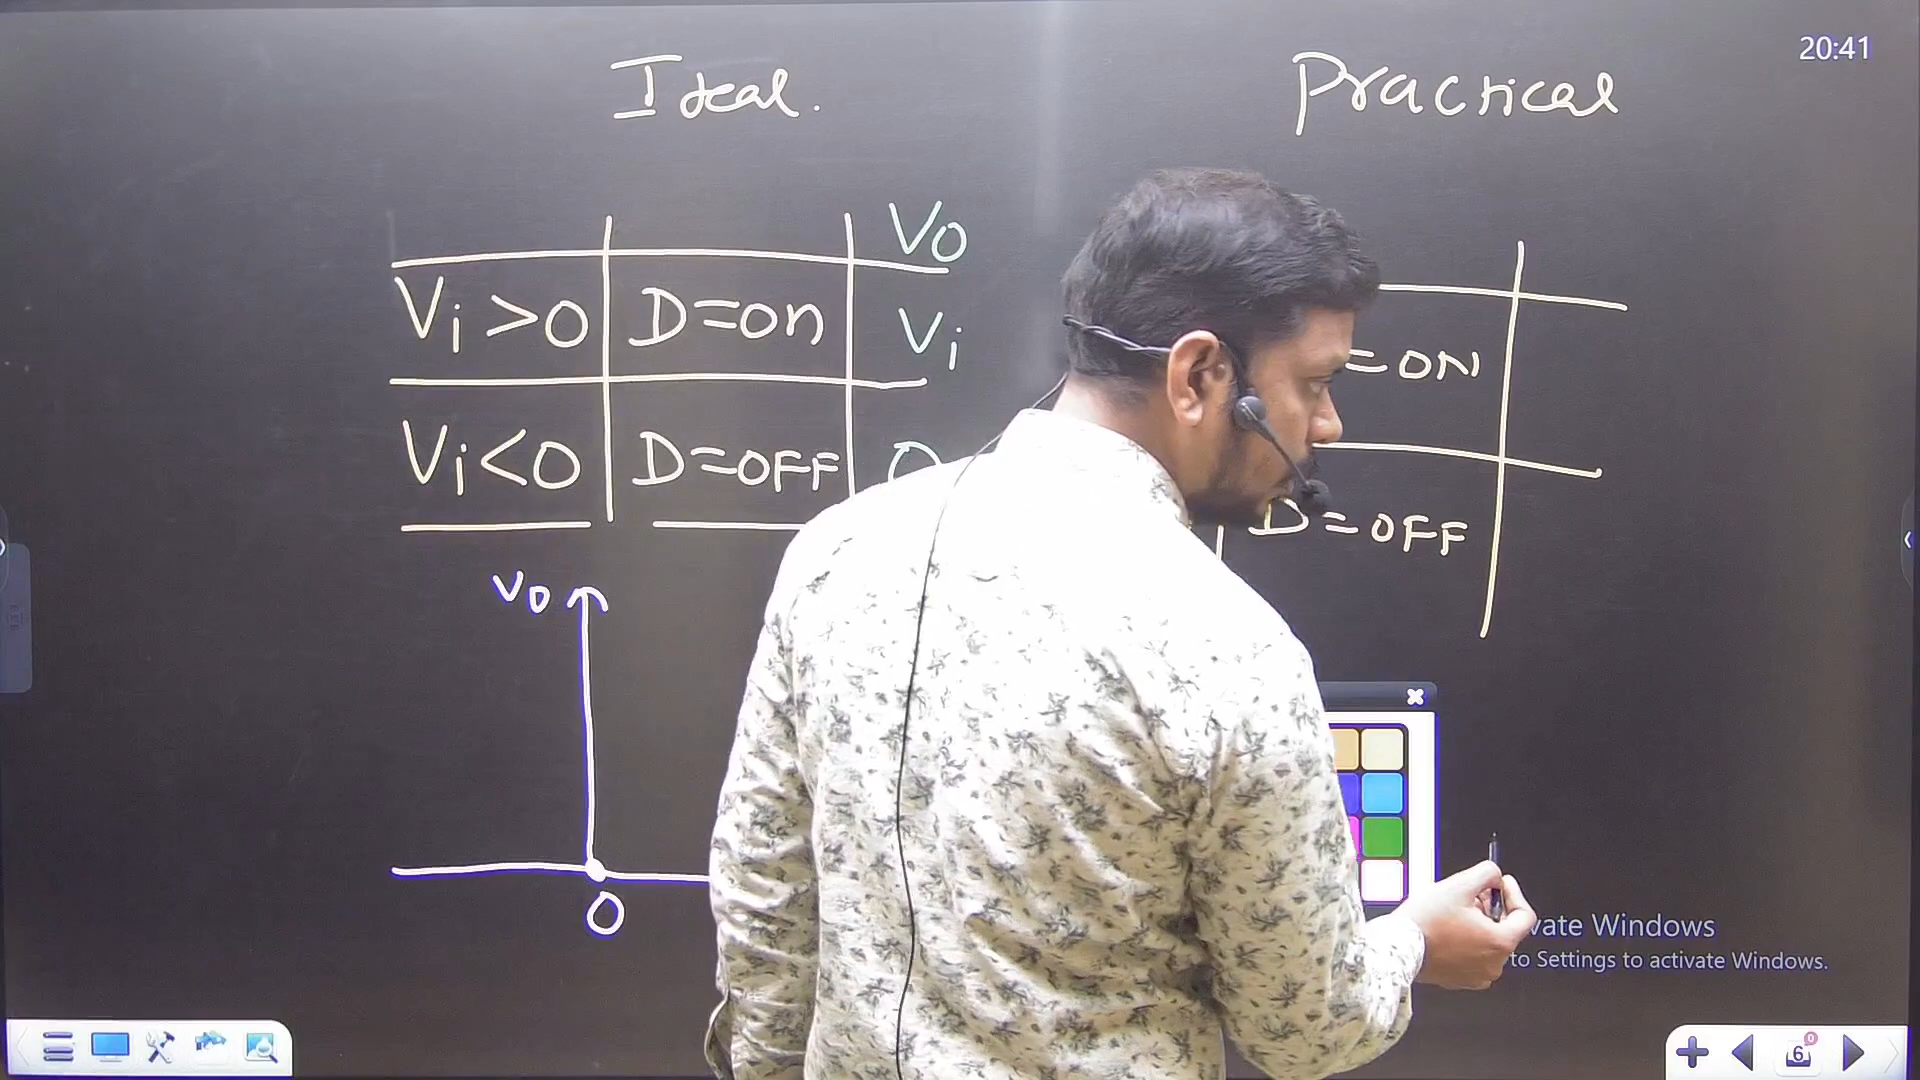 20:41
Ideal.
Practical
Vo
Vi >0 D=on Vi
=ON
Vi<0 D=OFF 0
D=OFF
Vo
0
vate Windows
to Settings to activate Windows.
6